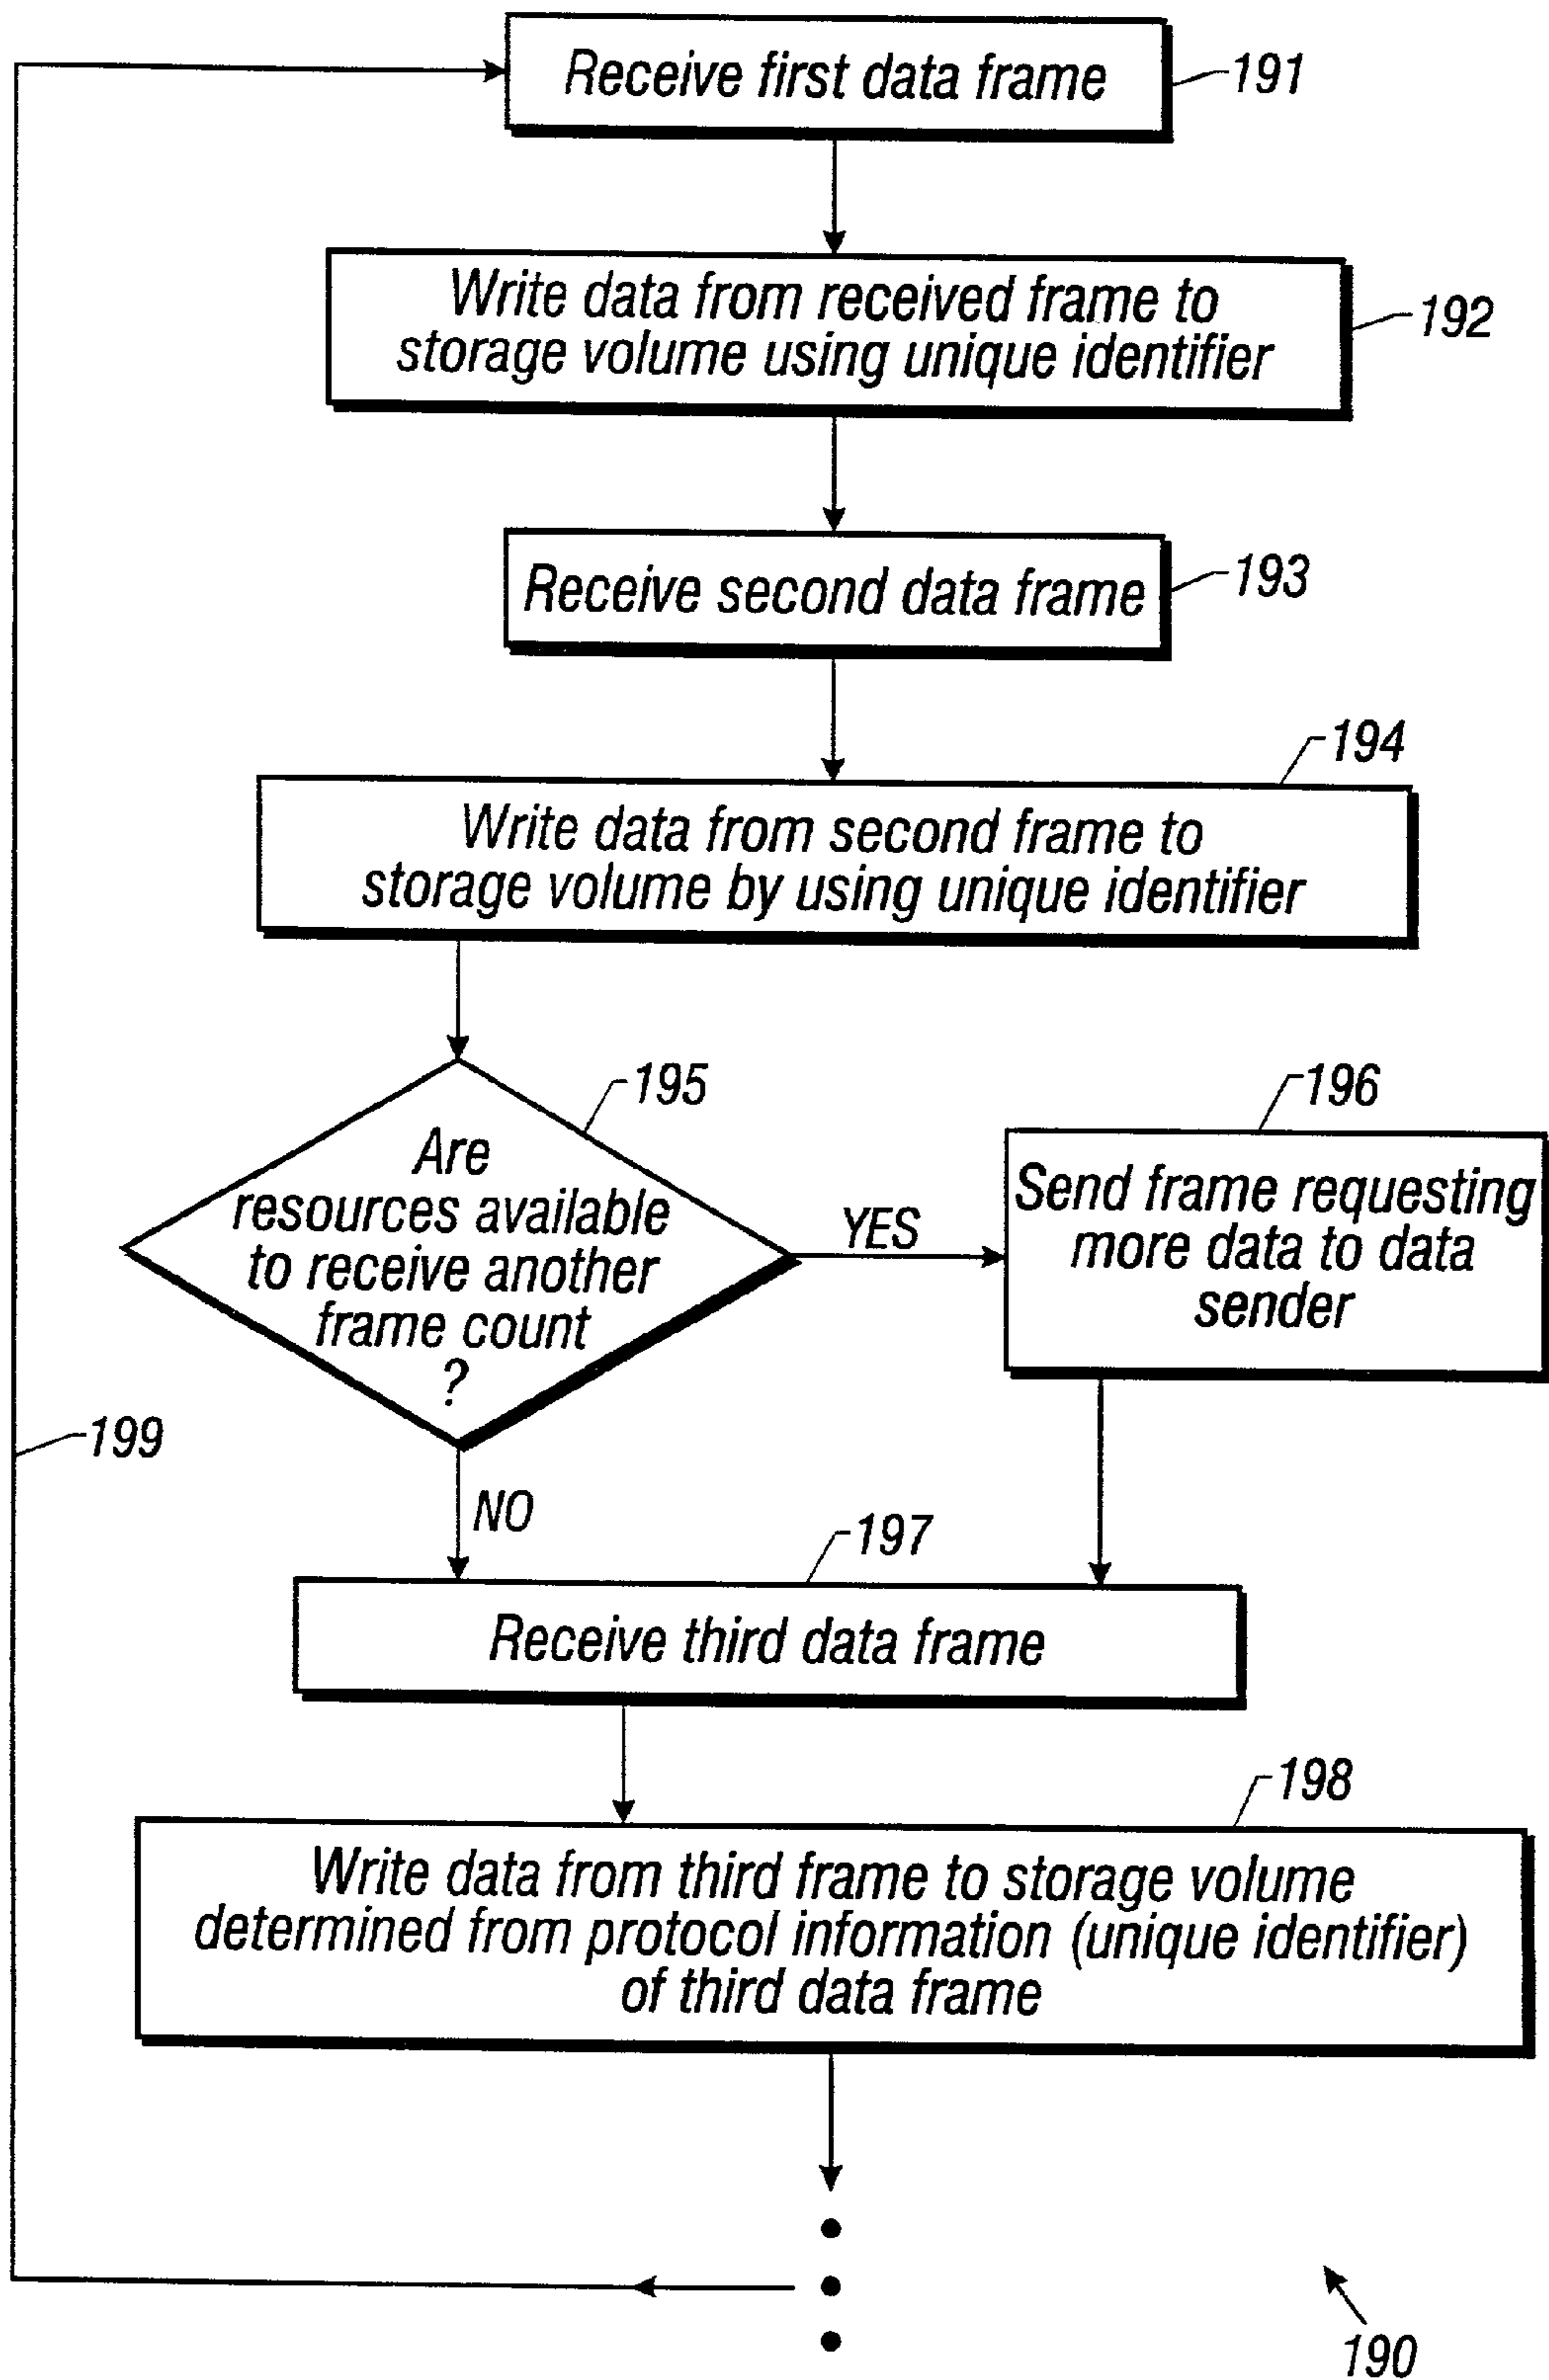 Receive first data frame
191
Write data from received frame to
storage volume using unique identifier
192
Receive second data frame
193
194
Write data from second frame to
storage volume by using unique identifier
195
Are
resources available
to receive another
frame count
?
YES
196
Send frame requesting
more data to data
sender
199
NO
197
Receive third data frame
198
Write data from third frame to storage volume
determined from protocol information (unique identifier)
of third data frame
190